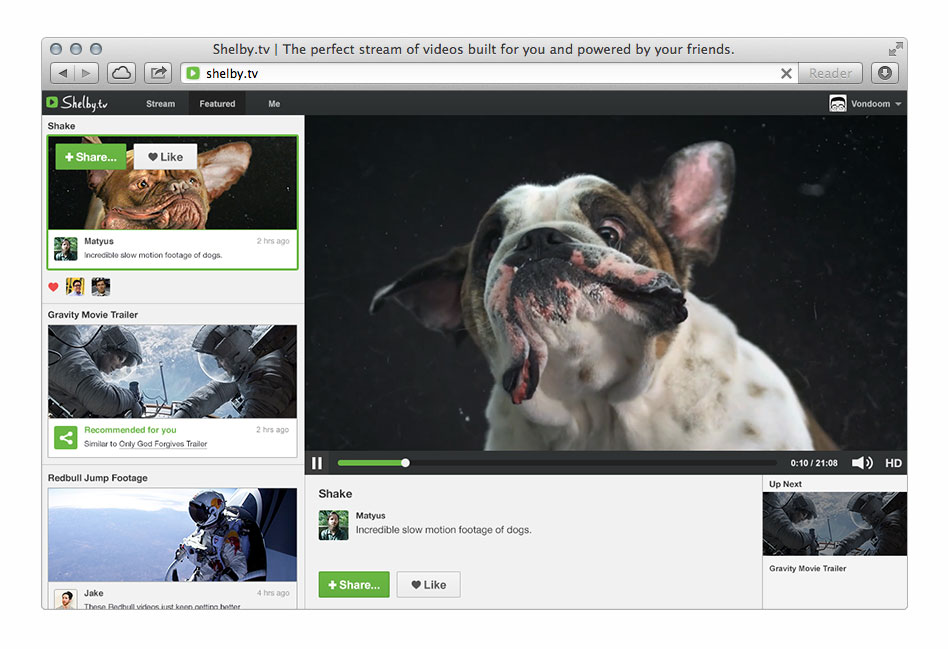 Shelby.tv | The perfect stream of videos built for you and powered by your friends.
shelby.tv
Reader
Shelby.tv
Stream
Featured
Me
Vondoom
Shake
+ Share...
Like
Matyus
2 hrs ago
Incredible slow motion footage of dogs.
Gravity Movie Trailer
Recommended for you
2 hrs ago
Similar to Only God Forgives Trailer
Redbull Jump Footage
Jake
4 hrs ago
These Redbull videos just keep getting better
0:10 / 21:08
HD
Shake
Matyus
Incredible slow motion footage of dogs.
+ Share...
Like
Up Next
Gravity Movie Trailer